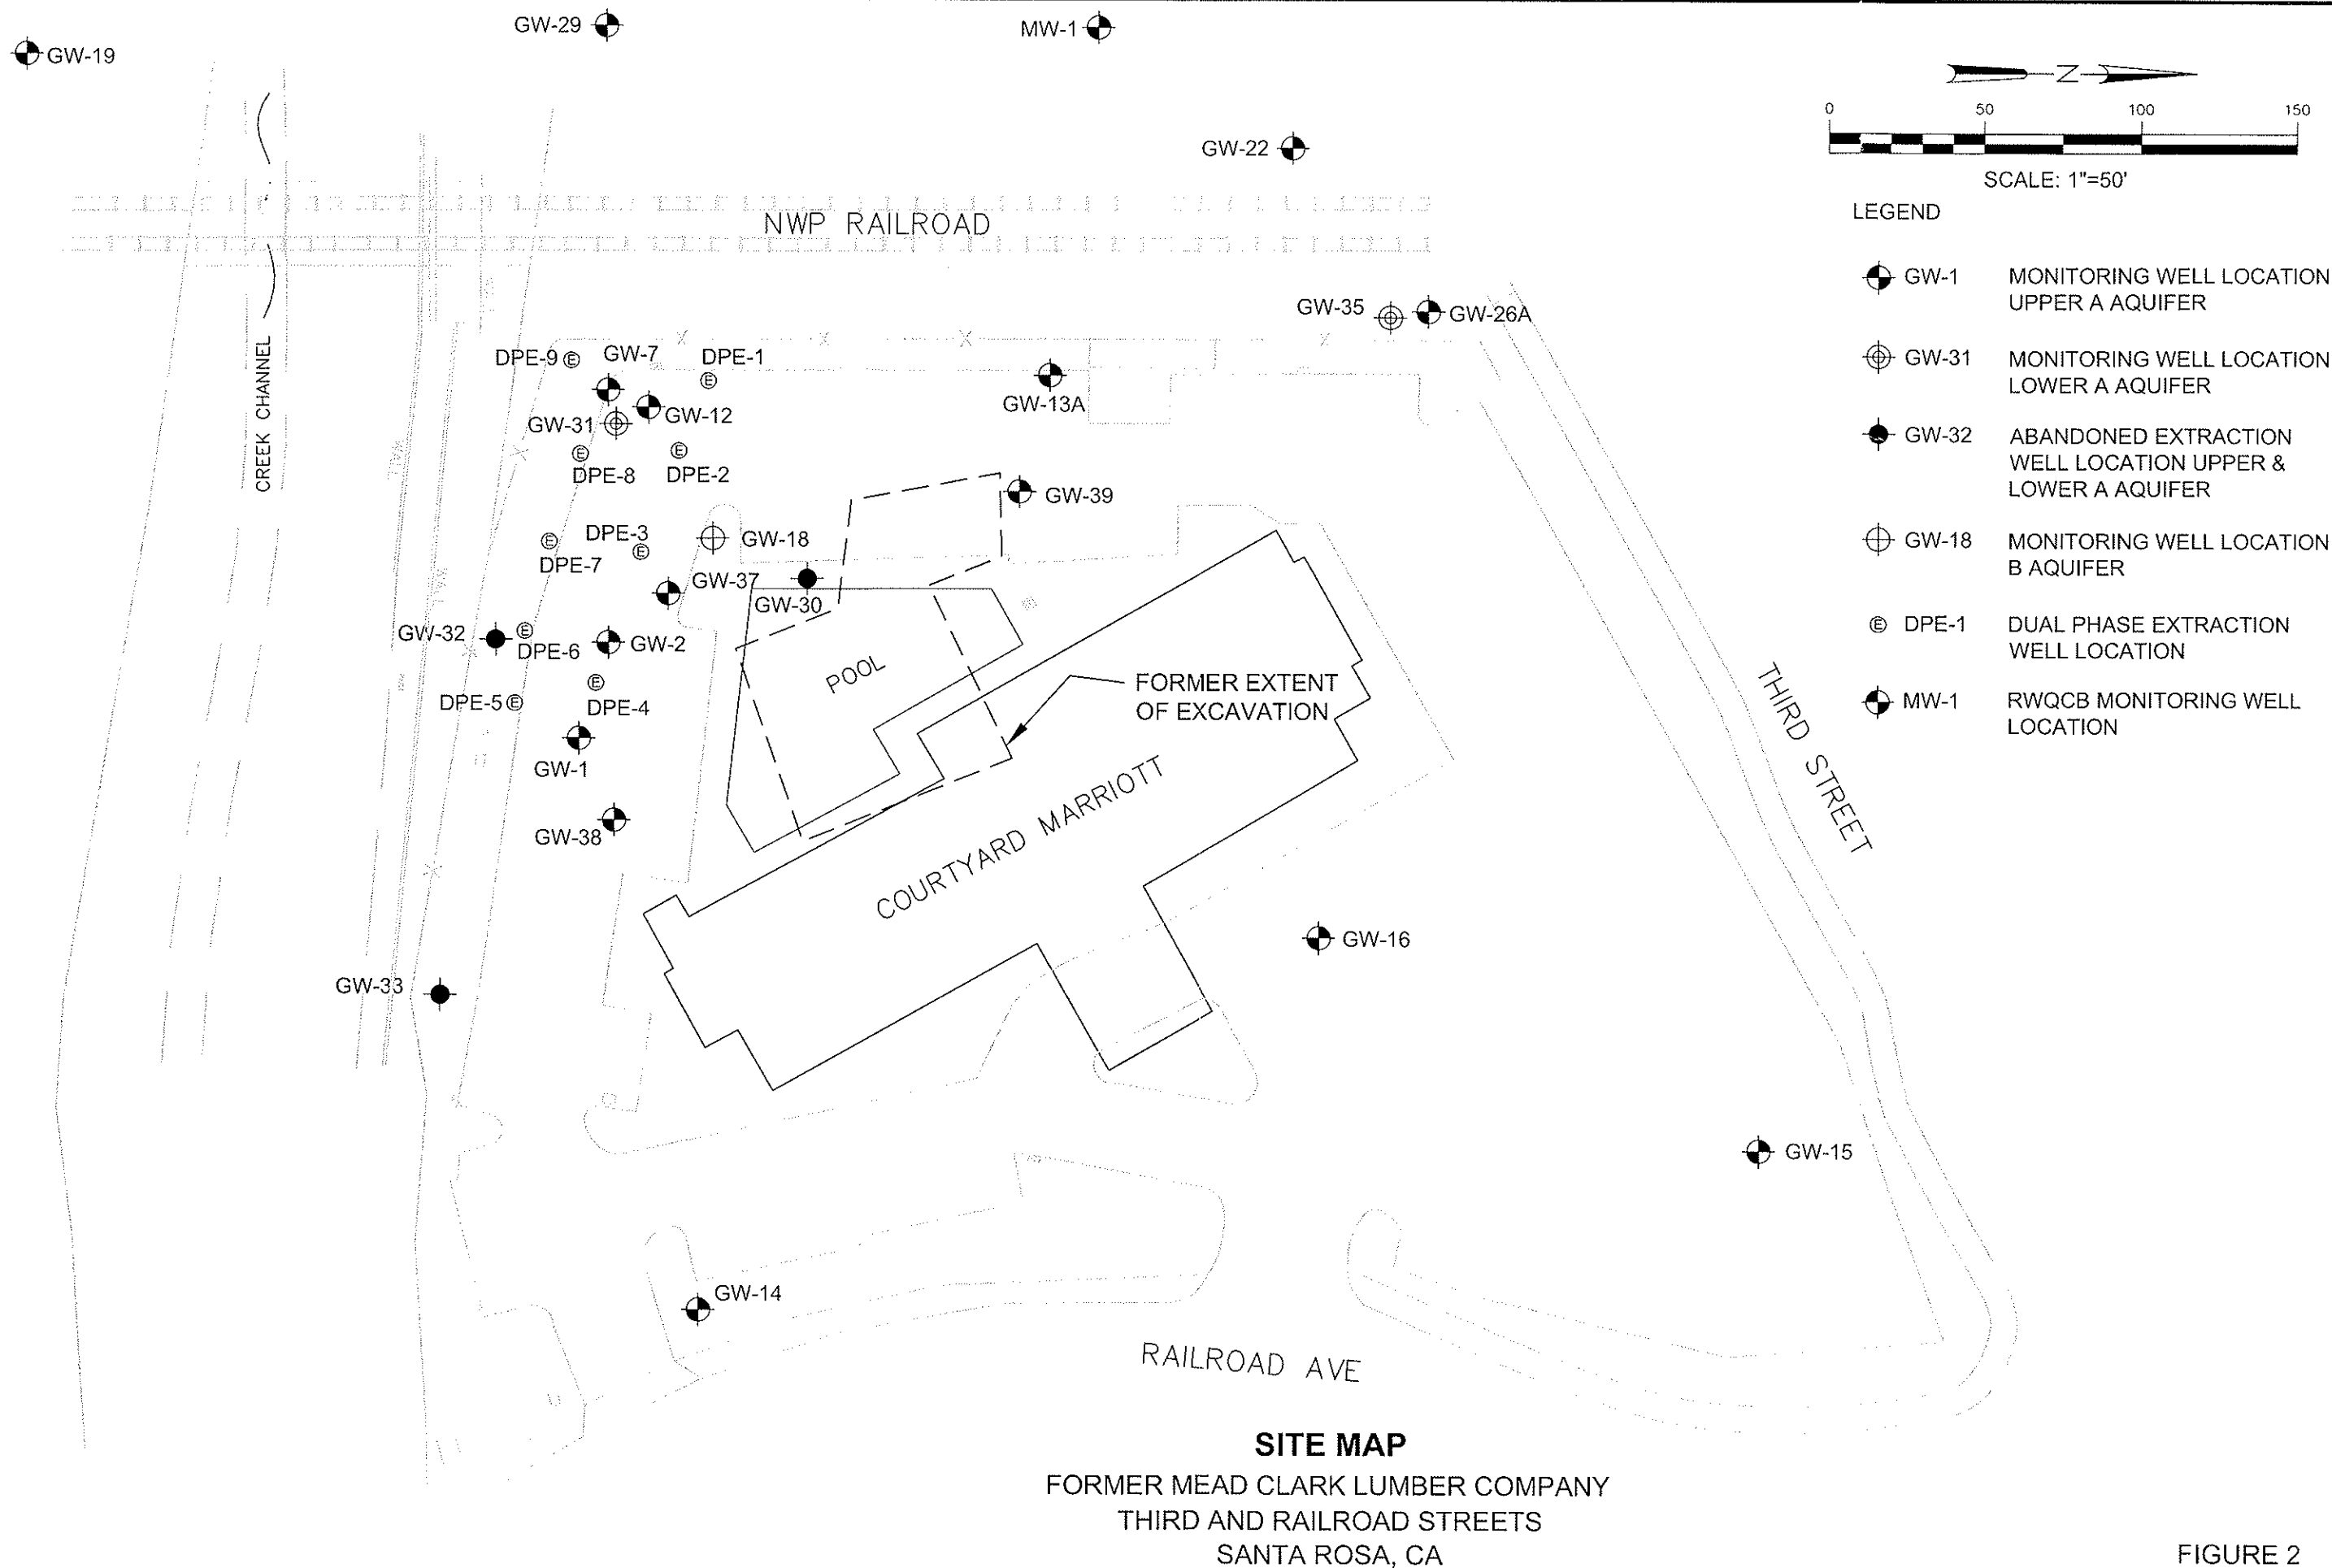 GW-29
MW-1
GW-19
N
0 50 100 150
SCALE: 1"=50'
GW-22
NWP RAILROAD
LEGEND
GW-1 MONITORING WELL LOCATION
UPPER A AQUIFER
GW-31 MONITORING WELL LOCATION
LOWER A AQUIFER
GW-32 ABANDONED EXTRACTION
WELL LOCATION UPPER &
LOWER A AQUIFER
GW-18 MONITORING WELL LOCATION
B AQUIFER
E DPE-1 DUAL PHASE EXTRACTION
WELL LOCATION
MW-1 RWQCB MONITORING WELL
LOCATION
CREEK CHANNEL
GW-35
GW-26A
DPE-9 E
GW-7
DPE-1
E
GW-12
GW-13A
GW-31
E
DPE-8
E
DPE-2
GW-39
DPE-3
E
GW-18
E
DPE-7
GW-37
GW-30
GW-32
E
DPE-6
GW-2
POOL
DPE-5 E
E
DPE-4
FORMER EXTENT
OF EXCAVATION
GW-1
GW-38
COURTYARD MARRIOTT
THIRD STREET
GW-16
GW-33
GW-15
GW-14
RAILROAD AVE
SITE MAP
FORMER MEAD CLARK LUMBER COMPANY
THIRD AND RAILROAD STREETS
SANTA ROSA, CA
FIGURE 2